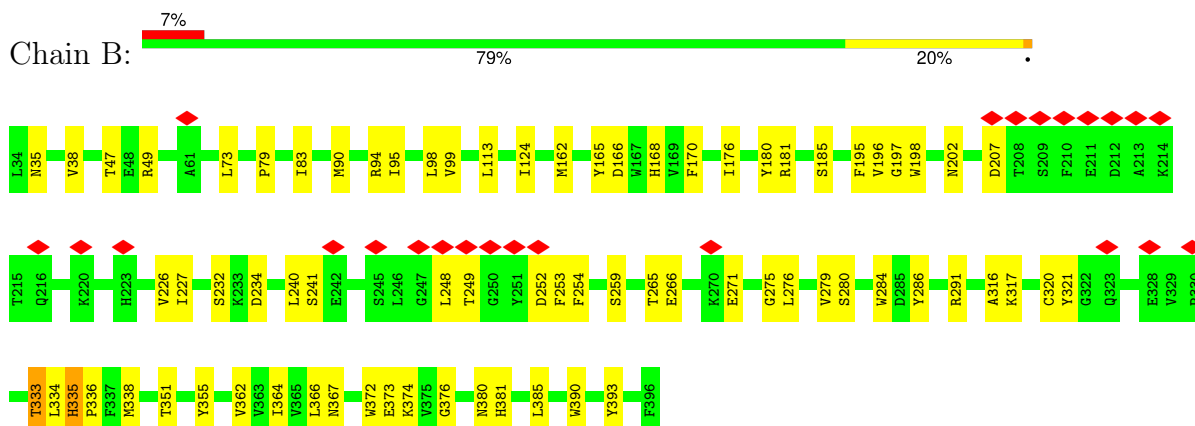 7%
Chain B:
79% 20% •
L34 N35 V38 T47 E48 R49 A61 L73 P79 I83 M90 R94 I95 L98 V99 L113 I124 M162 Y165 D166 W167 H168 V169 F170 I176 Y180 R181 S185 F195 V196 G197 W198 N202 D207 T208 S209 F210 E211 D212 A213 K214
T215 Q216 K220 H223 V226 I227 S232 K233 D234 L240 S241 E242 S245 L246 G247 L248 T249 G250 Y251 D252 F253 F254 S259 T265 E266 K270 E271 G275 L276 V279 S280 W284 D285 Y286 R291 A316 K317 C320 Y321 G322 Q323 E328 V329
T333 L334 H335 P336 F337 M338 T351 Y355 V362 V363 I364 V365 L366 N367 W372 E373 K374 V375 G376 N380 H381 L385 W390 Y393 F396